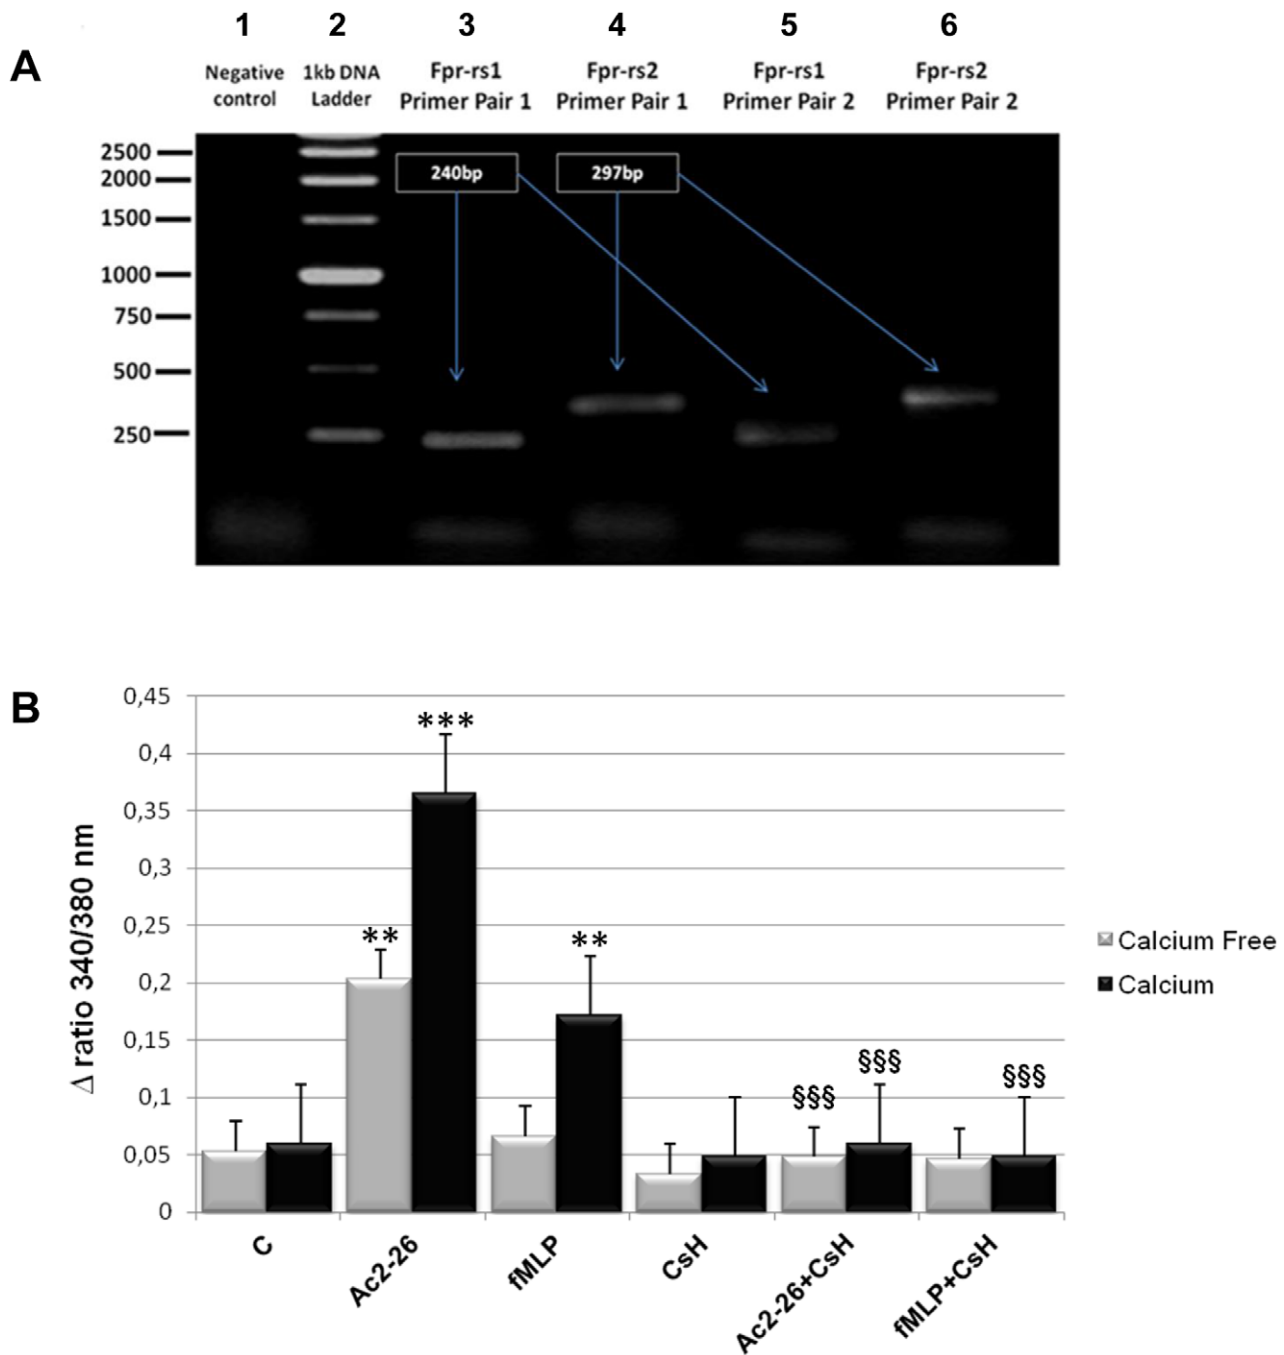 1 2 3 4 5 6
A
Negative control
1kb DNA Ladder
Fpr-rs1 Primer Pair 1
Fpr-rs2 Primer Pair 1
Fpr-rs1 Primer Pair 2
Fpr-rs2 Primer Pair 2
2500
2000
1500
1000
750
500
250
240bp
297bp
B
Δ ratio 340/380 nm
0,45
0,4
0,35
0,3
0,25
0,2
0,15
0,1
0,05
0
**
***
**
§§§
§§§
§§§
C
Ac2-26
fMLP
CsH
Ac2-26+CsH
fMLP+CsH
Calcium Free
Calcium